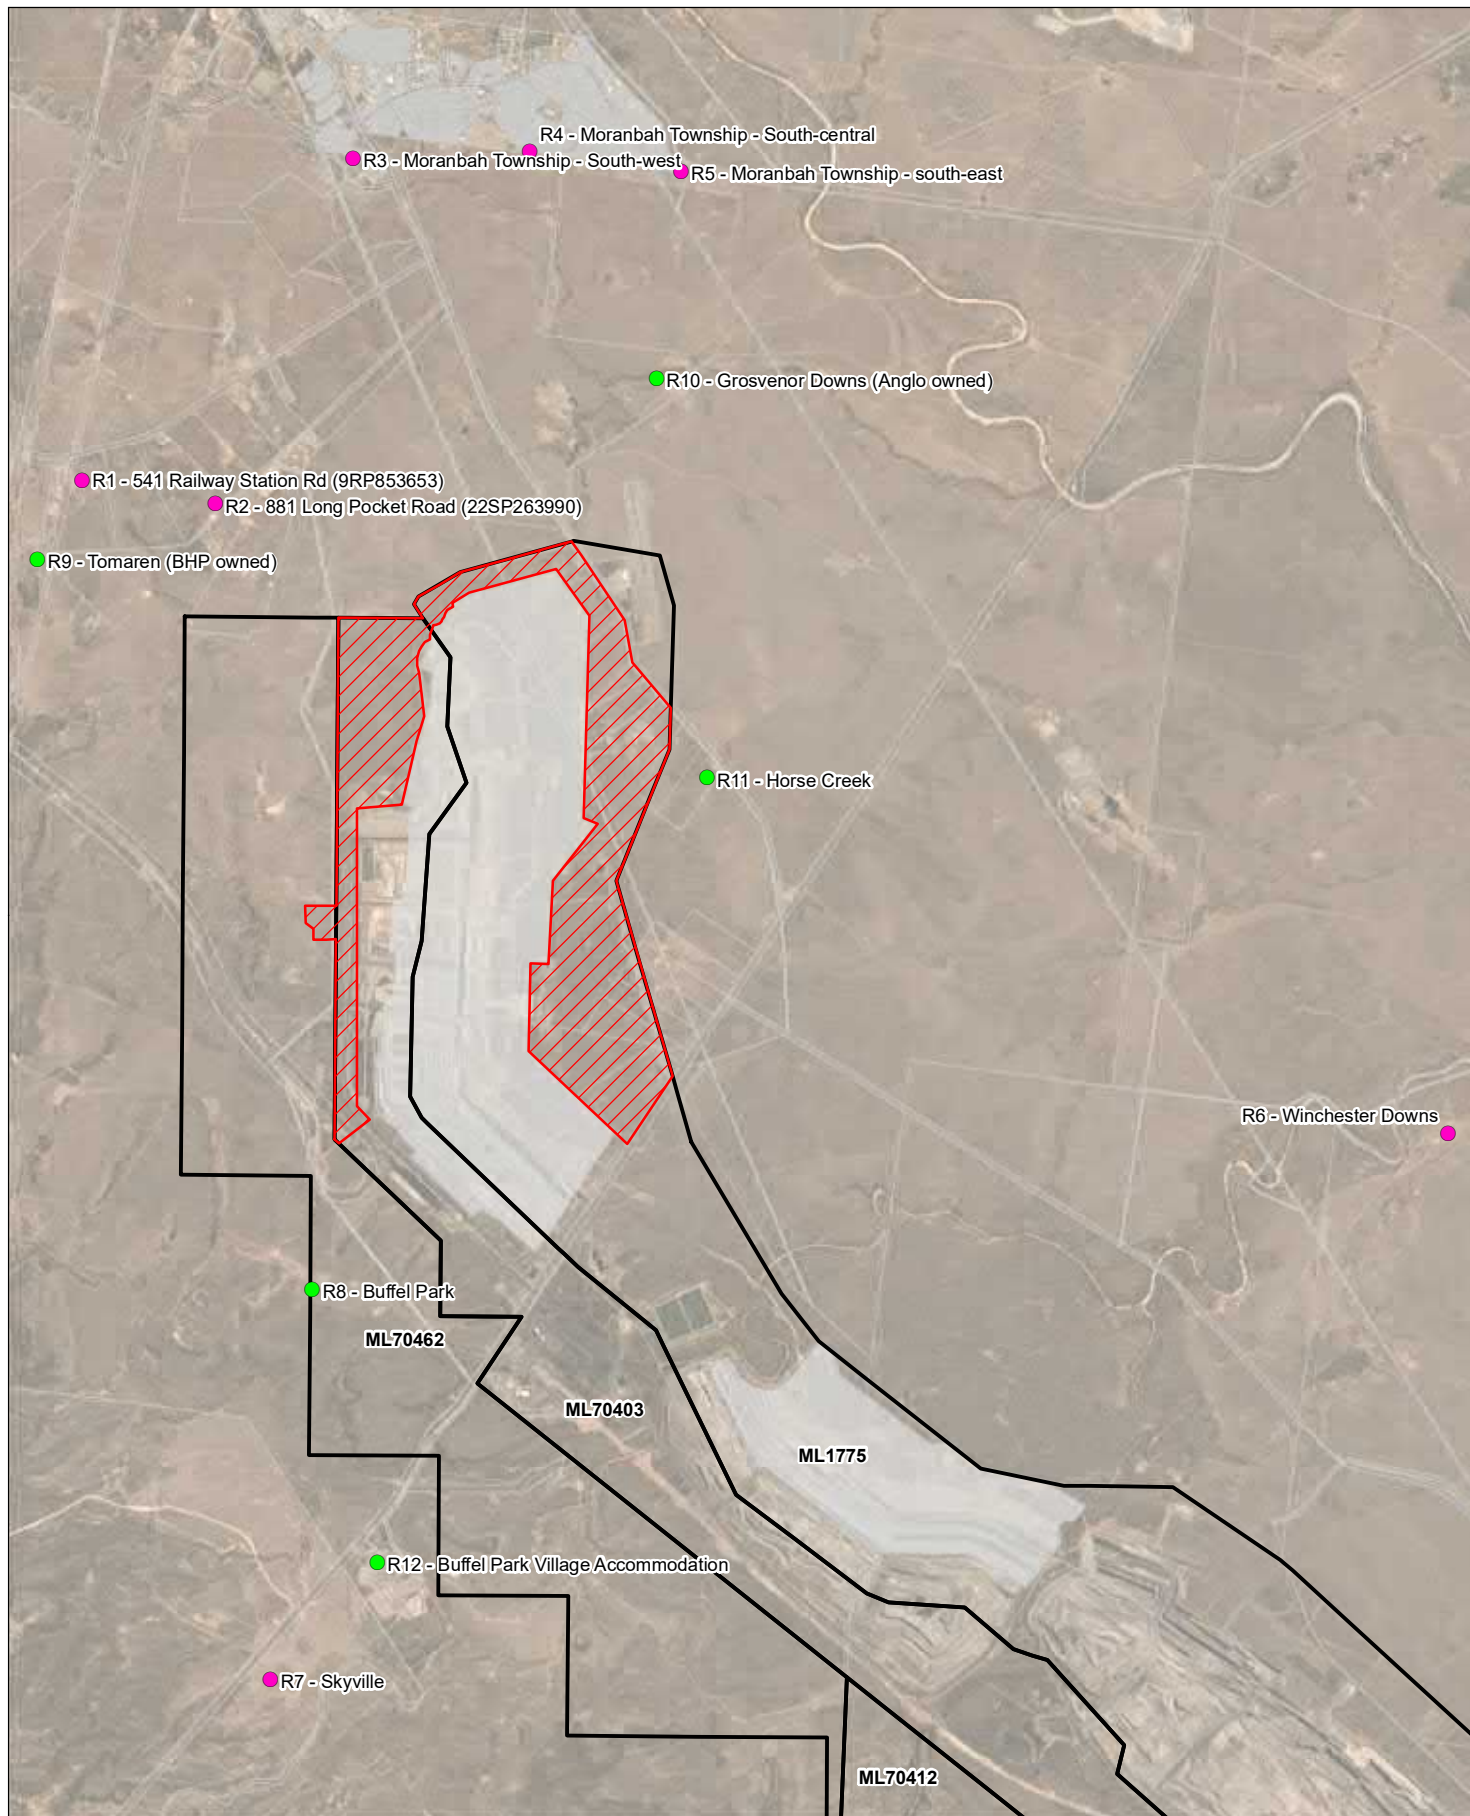 R4 - Moranbah Township - South-central
R3 - Moranbah Township - South-west
R5 - Moranbah Township - south-east
R10 - Grosvenor Downs (Anglo owned)
R1 - 541 Railway Station Rd (9RP853653)
R2 - 881 Long Pocket Road (22SP263990)
R9 - Tomaren (BHP owned)
R11 - Horse Creek
R6 - Winchester Downs
R8 - Buffel Park
ML70462
ML70403
ML1775
R12 - Buffel Park Village Accommodation
R7 - Skyville
ML70412